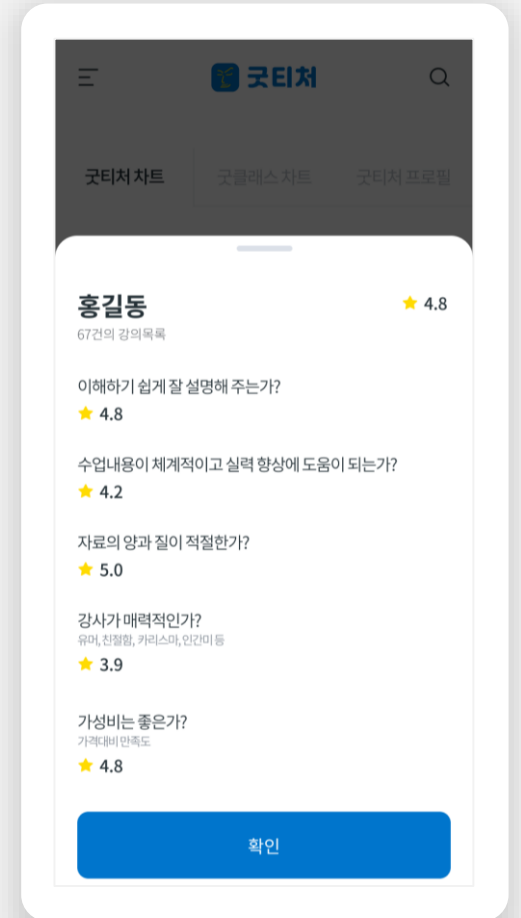 굿티처
굿티처 차트 굿클래스 차트 굿티처 프로필
홍길동 4.8
67건의 강의목록
이해하기 쉽게 잘 설명해 주는가?
4.8
수업내용이 체계적이고 실력 향상에 도움이 되는가?
4.2
자료의 양과 질이 적절한가?
5.0
강사가 매력적인가?
유머, 친절함, 카리스마, 인간미 등
3.9
가성비는 좋은가?
가격대비 만족도
4.8
확인